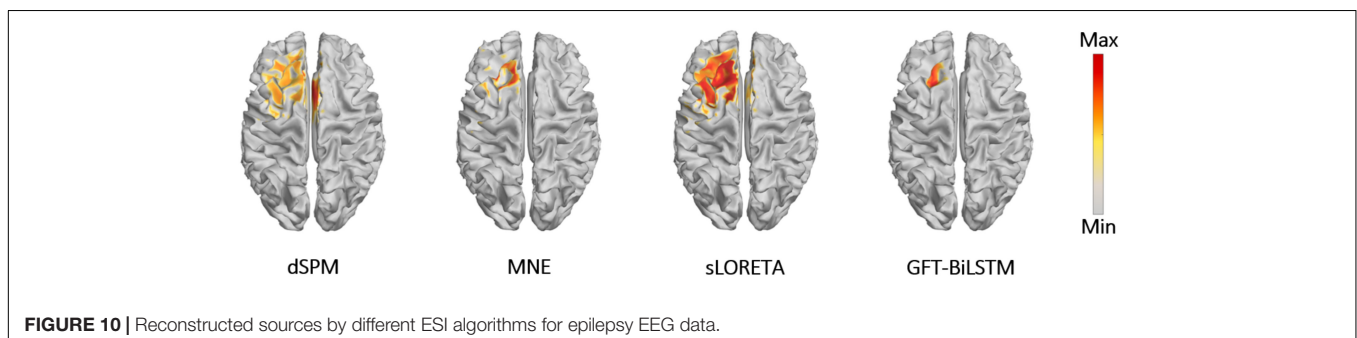 Max
Min
dSPM
MNE
sLORETA
GFT-BiLSTM
FIGURE 10 | Reconstructed sources by different ESI algorithms for epilepsy EEG data.